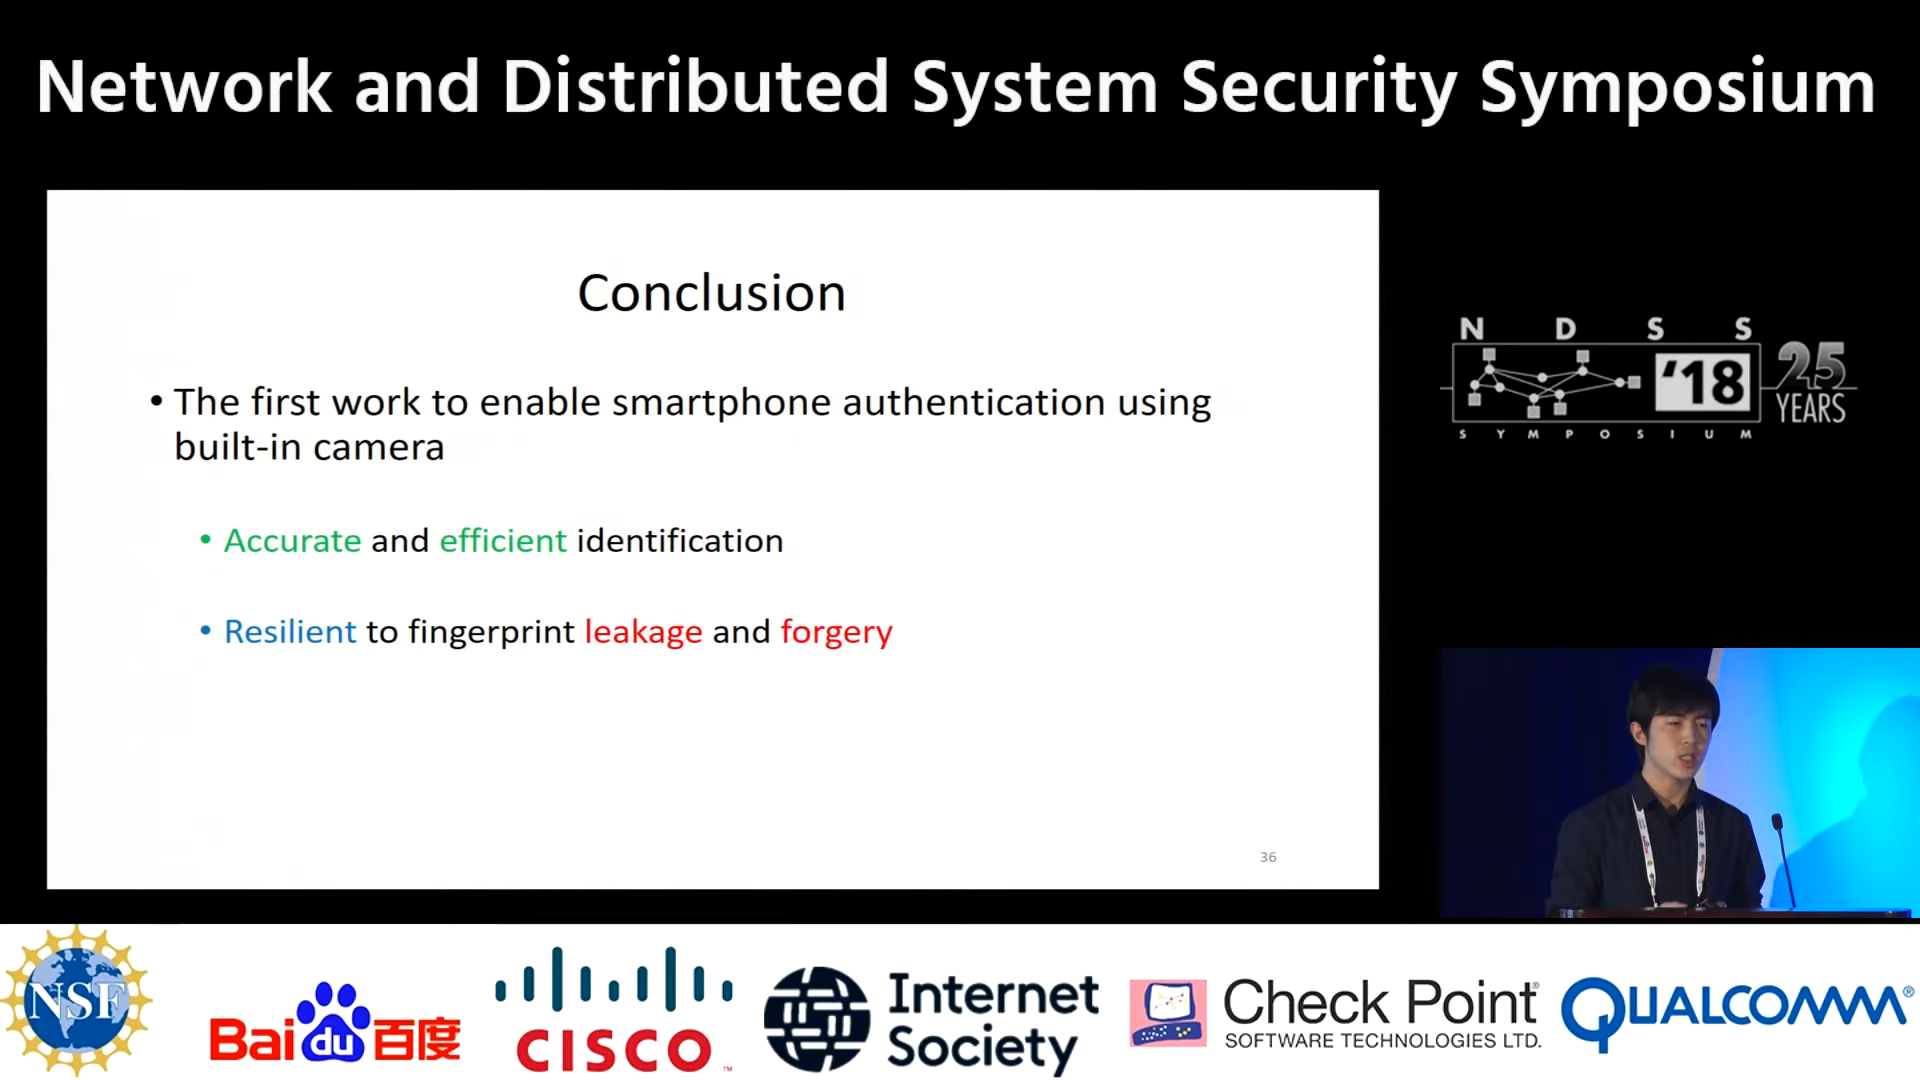 Network and Distributed System Security Symposium
Conclusion
• The first work to enable smartphone authentication using
built-in camera
• Accurate and efficient identification
• Resilient to fingerprint leakage and forgery
36
N D S S
'18
25
YEARS
SYMPOSIUM
NSF
Bai du 百度
CISCO™
Internet
Society
Check Point®
SOFTWARE TECHNOLOGIES LTD.
QUALCOMM®